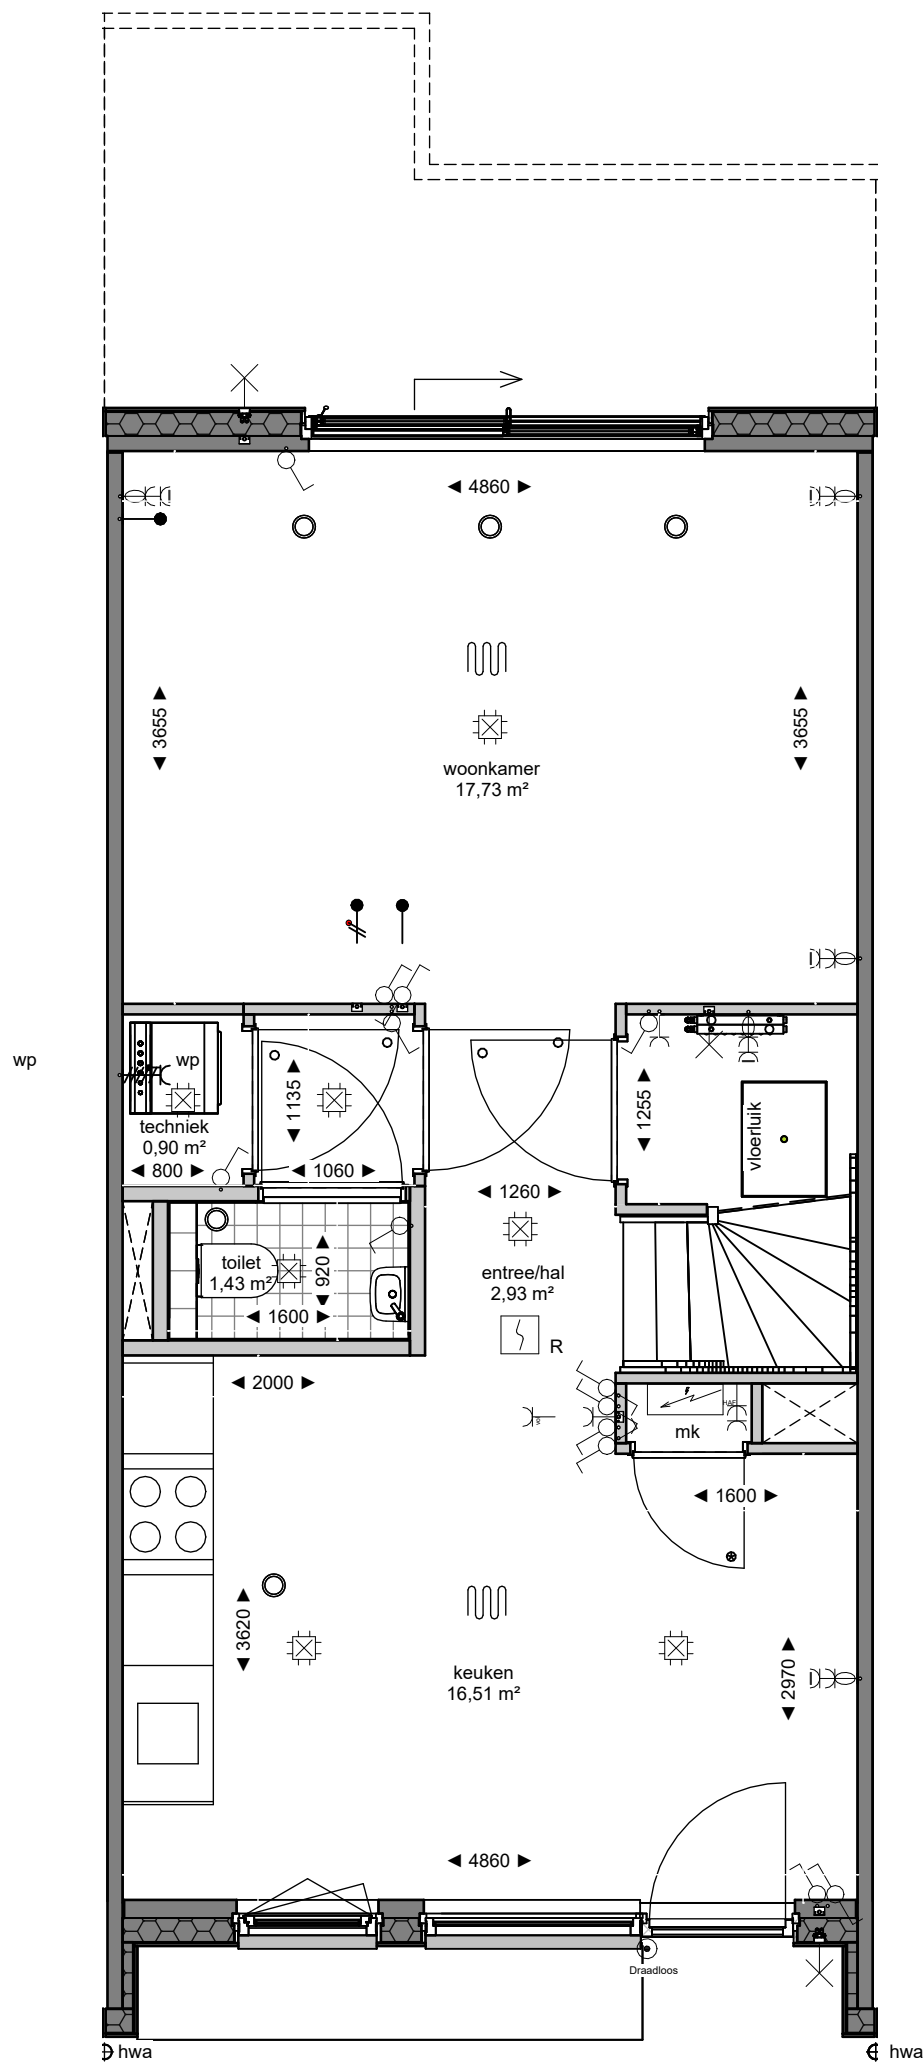 4860
3655
3655
woonkamer
17,73 m²
wp
wp
techniek
0,90 m²
800
1135
1060
1255
vloerluik
1260
toilet
1,43 m²
920
1600
entree/hal
2,93 m²
R
2000
mk
1600
3620
keuken
16,51 m²
2970
4860
Draadloos
hwa
hwa